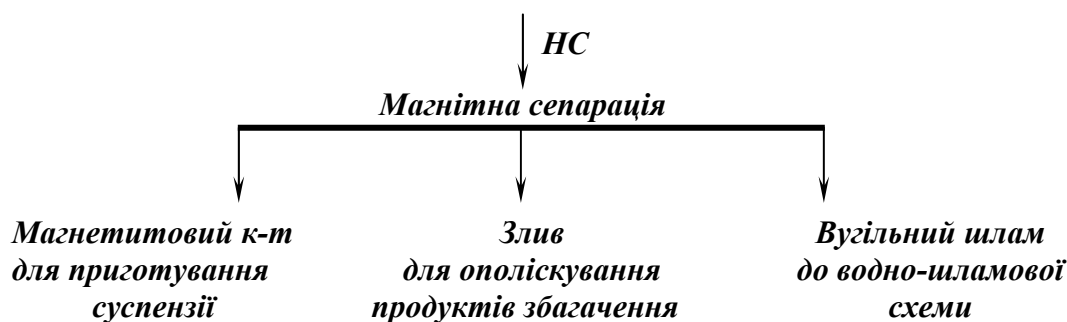 НС
Магнітна сепарація
Магнетитовий к-т
для приготування
суспензії
Злив
для ополіскування
продуктів збагачення
Вугільний шлам
до водно-шламової
схеми